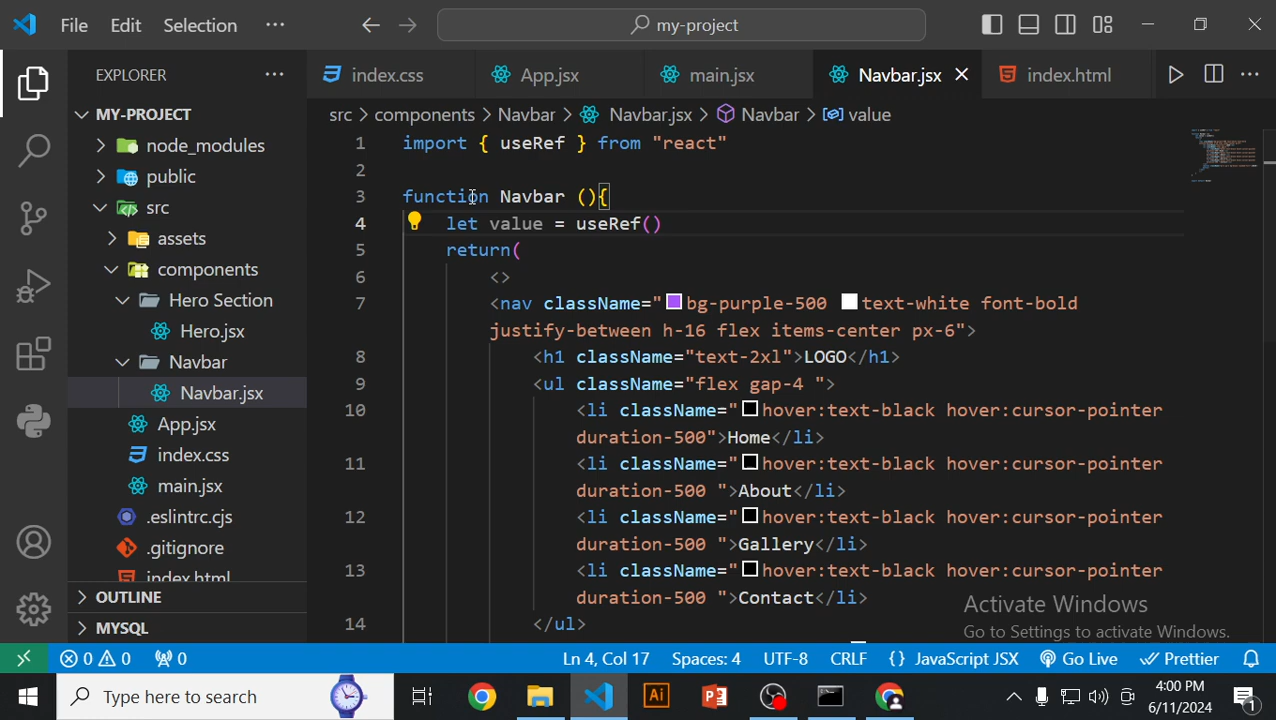 File Edit Selection ··· my-project
EXPLORER ···
MY-PROJECT
node_modules
public
src
assets
components
Hero Section
Hero.jsx
Navbar
Navbar.jsx
App.jsx
index.css
main.jsx
.eslintrc.cjs
.gitignore
index.html
OUTLINE
MYSQL
index.css App.jsx main.jsx Navbar.jsx index.html
src > components > Navbar > Navbar.jsx > Navbar > value
1 import { useRef } from "react"
2
3 function Navbar (){
4 let value = useRef()
5 return(
6 <>
7 <nav className="bg-purple-500 text-white font-bold
justify-between h-16 flex items-center px-6">
8 <h1 className="text-2xl">LOGO</h1>
9 <ul className="flex gap-4 ">
10 <li className="hover:text-black hover:cursor-pointer
duration-500">Home</li>
11 <li className="hover:text-black hover:cursor-pointer
duration-500 ">About</li>
12 <li className="hover:text-black hover:cursor-pointer
duration-500 ">Gallery</li>
13 <li className="hover:text-black hover:cursor-pointer
duration-500 ">Contact</li>
14 </ul>
Activate Windows
Go to Settings to activate Windows.
0 0 0 Ln 4, Col 17 Spaces: 4 UTF-8 CRLF {} JavaScript JSX Go Live Prettier
Type here to search
Ai
P
4:00 PM
6/11/2024
1